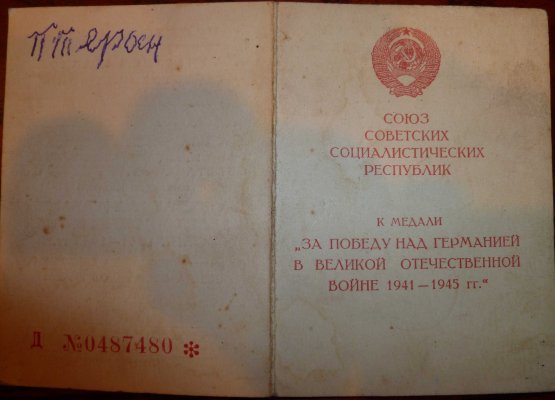 Д №0487480 *
СОЮЗ
СОВЕТСКИХ
СОЦИАЛИСТИЧЕСКИХ
РЕСПУБЛИК
К МЕДАЛИ
„ЗА ПОБЕДУ НАД ГЕРМАНИЕЙ
В ВЕЛИКОЙ ОТЕЧЕСТВЕННОЙ
ВОЙНЕ 1941—1945 гг.“